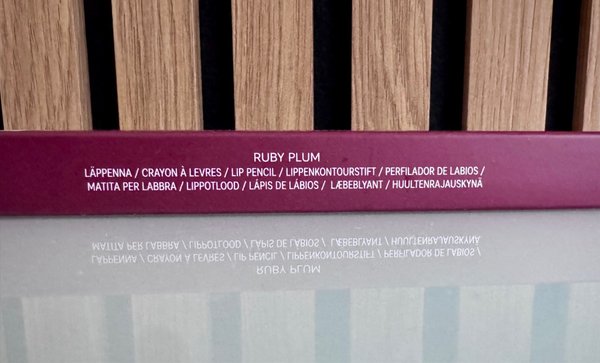 RUBY PLUM
LÄPPENNA / CRAYON À LEVRES / LIP PENCIL / LIPPENKONTOURSTIFT / PERFILADOR DE LABIOS /
MATITA PER LABBRA / LIPPOTLOOD / LÁPIS DE LÁBIOS / LÆBEBLYANT / HUULTENRAJAUSKYNÄ